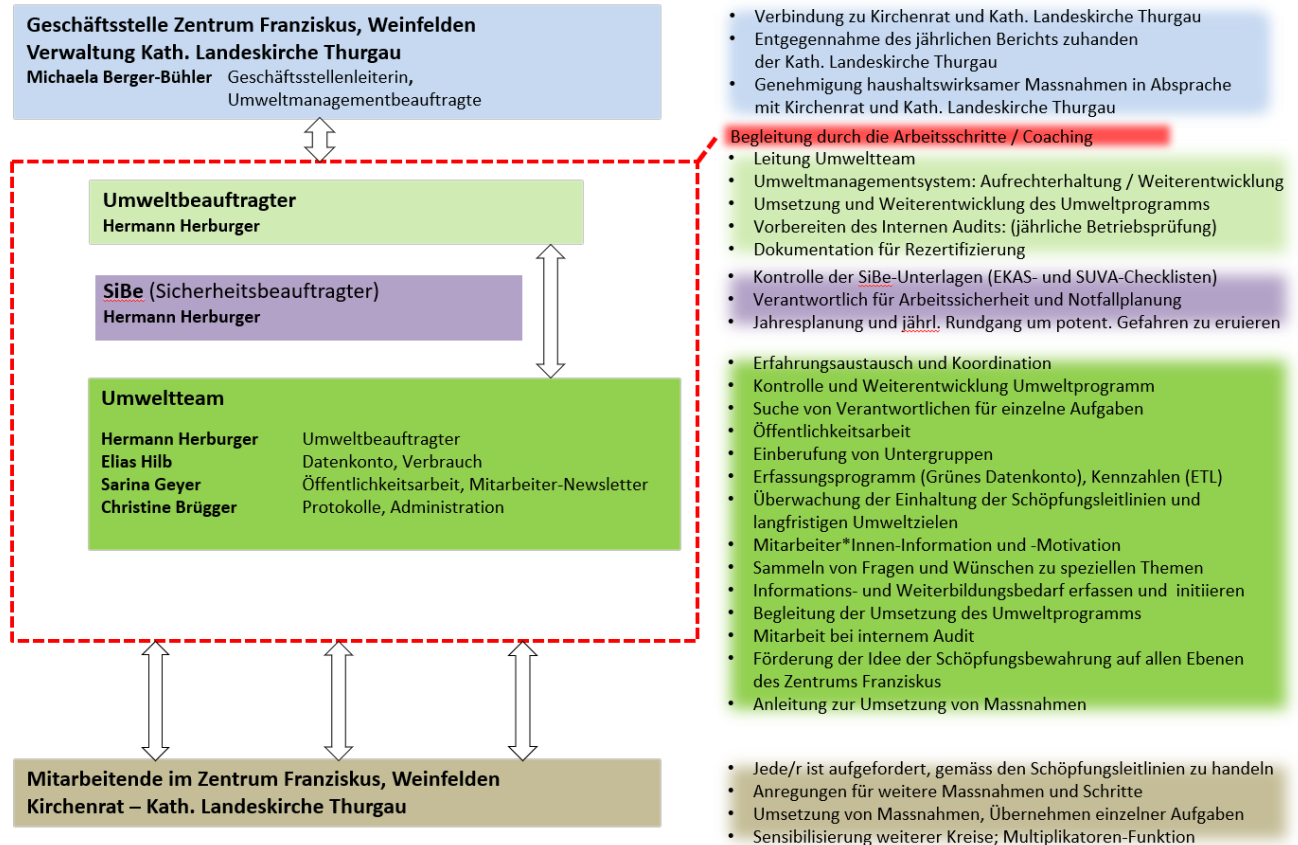 Geschäftsstelle Zentrum Franziskus, Weinfelden
Verwaltung Kath. Landeskirche Thurgau
Michaela Berger-Bühler Geschäftsstellenleiterin,
Umweltmanagementbeauftragte
• Verbindung zu Kirchenrat und Kath. Landeskirche Thurgau
• Entgegennahme des jährlichen Berichts zuhanden
der Kath. Landeskirche Thurgau
• Genehmigung haushaltswirksamer Massnahmen in Absprache
mit Kirchenrat und Kath. Landeskirche Thurgau
Begleitung durch die Arbeitsschritte / Coaching
Umweltbeauftragter
Hermann Herburger
• Leitung Umweltteam
• Umweltmanagementsystem: Aufrechterhaltung / Weiterentwicklung
• Umsetzung und Weiterentwicklung des Umweltprogramms
• Vorbereiten des Internen Audits: (jährliche Betriebsprüfung)
• Dokumentation für Rezertifizierung
SiBe (Sicherheitsbeauftragter)
Hermann Herburger
• Kontrolle der SiBe-Unterlagen (EKAS- und SUVA-Checklisten)
• Verantwortlich für Arbeitssicherheit und Notfallplanung
• Jahresplanung und jährl. Rundgang um potent. Gefahren zu eruieren
Umweltteam
Hermann Herburger Umweltbeauftragter
Elias Hilb Datenkonto, Verbrauch
Sarina Geyer Öffentlichkeitsarbeit, Mitarbeiter-Newsletter
Christine Brügger Protokolle, Administration
• Erfahrungsaustausch und Koordination
• Kontrolle und Weiterentwicklung Umweltprogramm
• Suche von Verantwortlichen für einzelne Aufgaben
• Öffentlichkeitsarbeit
• Einberufung von Untergruppen
• Erfassungsprogramm (Grünes Datenkonto), Kennzahlen (ETL)
• Überwachung der Einhaltung der Schöpfungsleitlinien und
langfristigen Umweltzielen
• Mitarbeiter*Innen-Information und -Motivation
• Sammeln von Fragen und Wünschen zu speziellen Themen
• Informations- und Weiterbildungsbedarf erfassen und initiieren
• Begleitung der Umsetzung des Umweltprogramms
• Mitarbeit bei internem Audit
• Förderung der Idee der Schöpfungsbewahrung auf allen Ebenen
des Zentrums Franziskus
• Anleitung zur Umsetzung von Massnahmen
Mitarbeitende im Zentrum Franziskus, Weinfelden
Kirchenrat – Kath. Landeskirche Thurgau
• Jede/r ist aufgefordert, gemäss den Schöpfungsleitlinien zu handeln
• Anregungen für weitere Massnahmen und Schritte
• Umsetzung von Massnahmen, Übernehmen einzelner Aufgaben
• Sensibilisierung weiterer Kreise; Multiplikatoren-Funktion